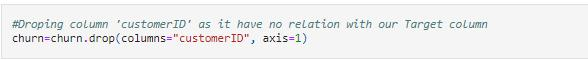 #Droping column 'customerID' as it have no relation with our Target column
churn=churn.drop(columns="customerID", axis=1)